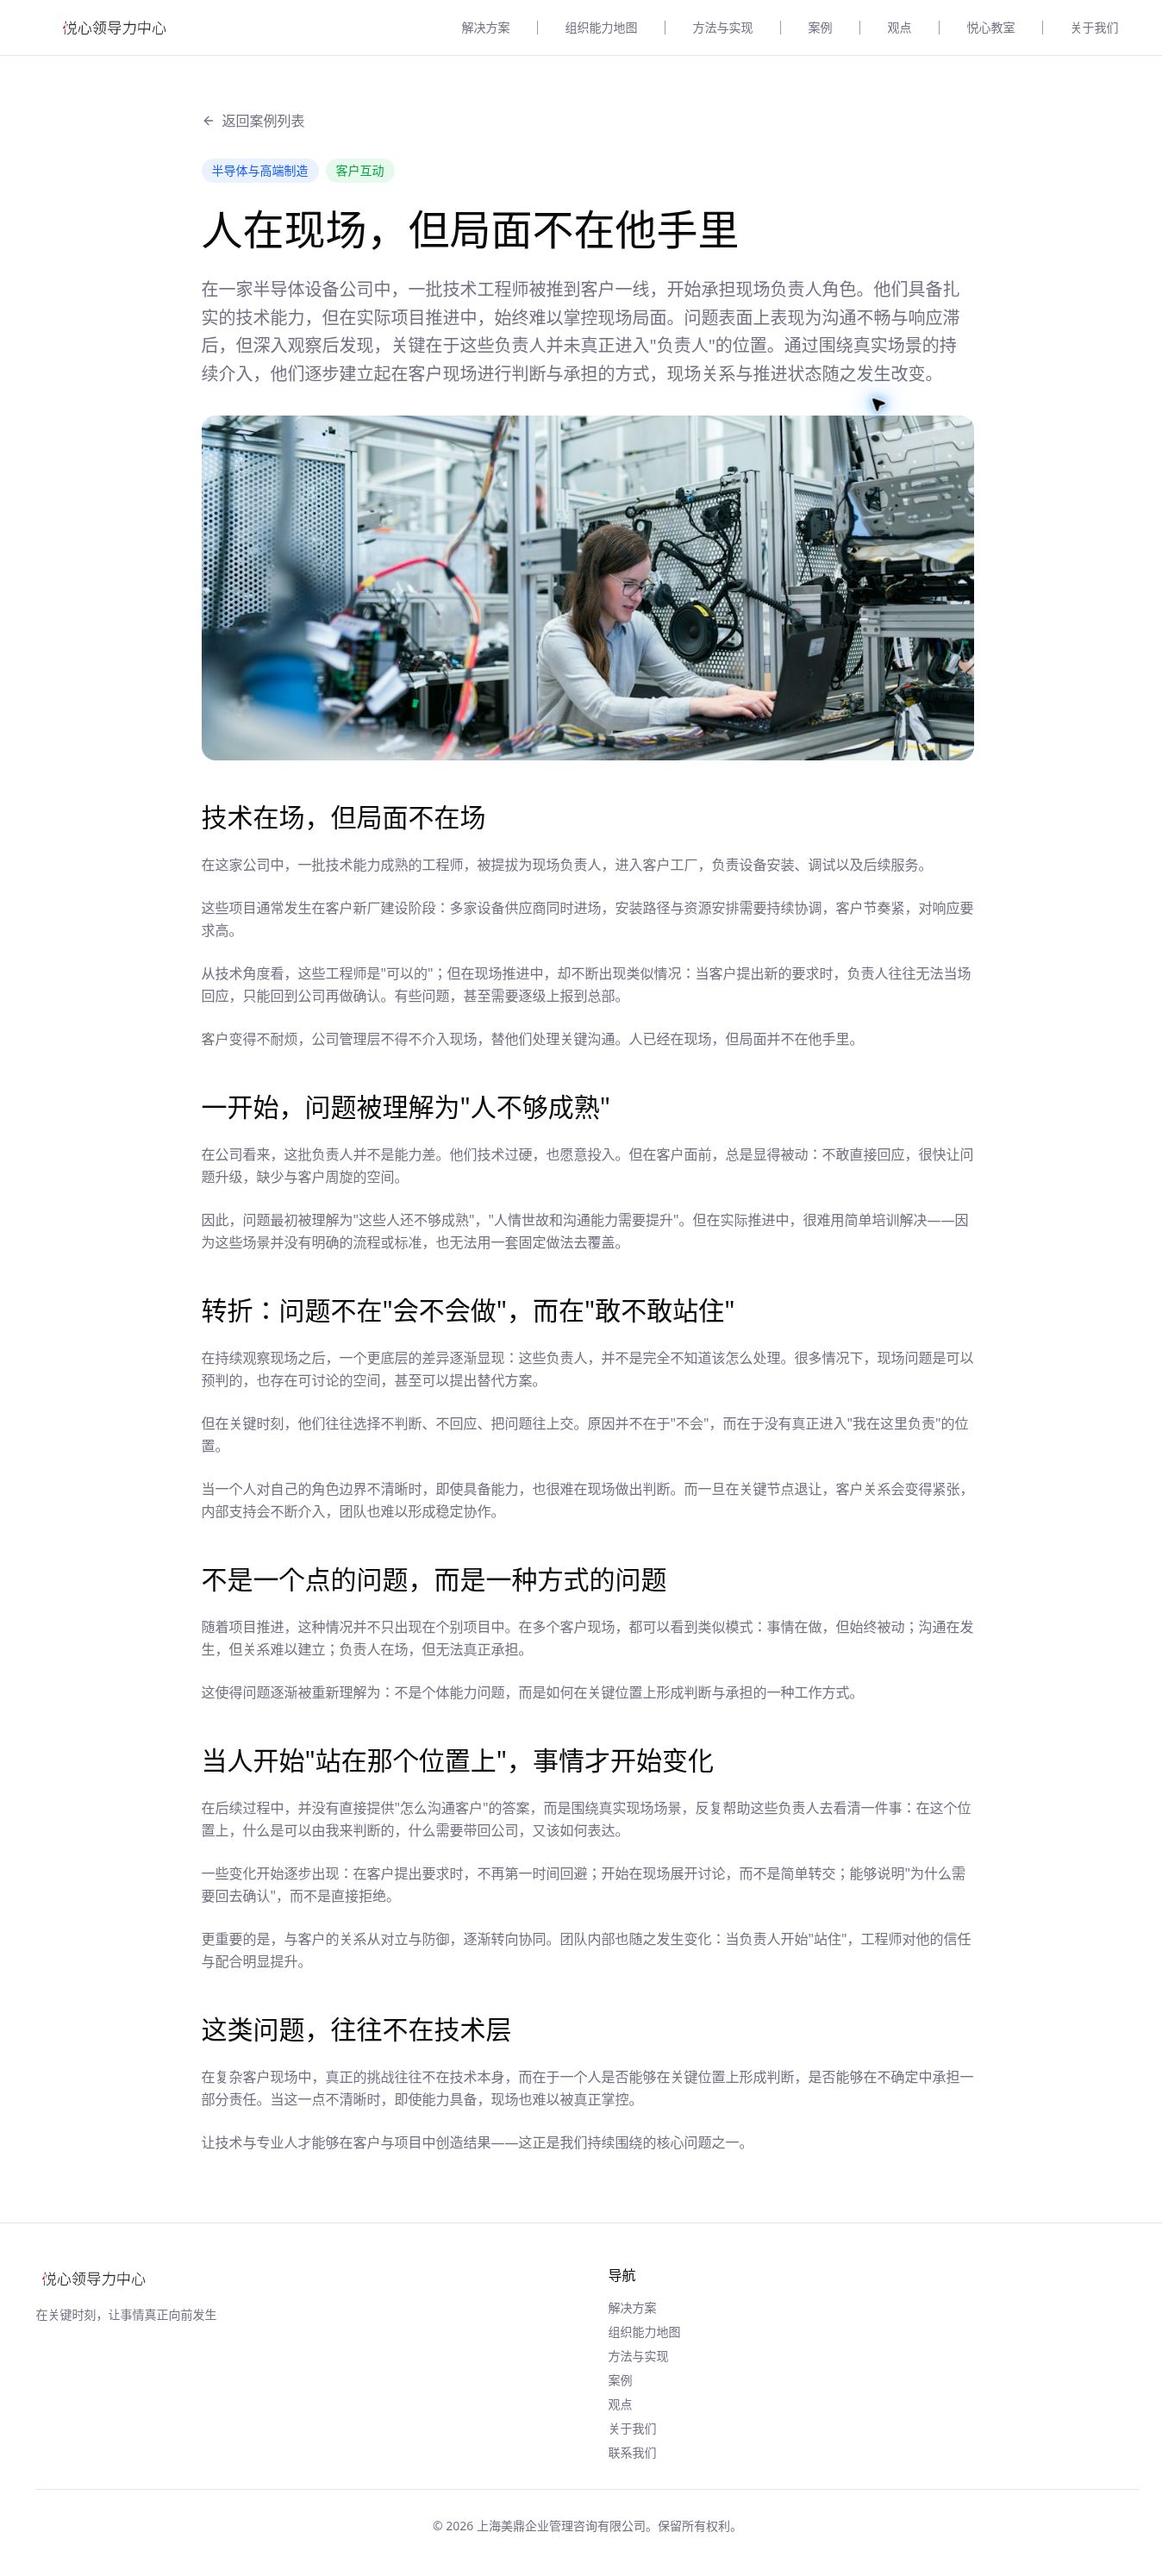 悦心领导力中心
解决方案
组织能力地图
方法与实现
案例
观点
悦心教室
关于我们
返回案例列表
半导体与高端制造
客户互动
人在现场，但局面不在他手里
在一家半导体设备公司中，一批技术工程师被推到客户一线，开始承担现场负责人角色。他们具备扎
实的技术能力，但在实际项目推进中，始终难以掌控现场局面。问题表面上表现为沟通不畅与响应滞
后，但深入观察后发现，关键在于这些负责人并未真正进入"负责人"的位置。通过围绕真实场景的持
续介入，他们逐步建立起在客户现场进行判断与承担的方式，现场关系与推进状态随之发生改变。
技术在场，但局面不在场
在这家公司中，一批技术能力成熟的工程师，被提拔为现场负责人，进入客户工厂，负责设备安装、调试以及后续服务。
这些项目通常发生在客户新厂建设阶段：多家设备供应商同时进场，安装路径与资源安排需要持续协调，客户节奏紧，对响应要
求高。
从技术角度看，这些工程师是"可以的"；但在现场推进中，却不断出现类似情况：当客户提出新的要求时，负责人往往无法当场
回应，只能回到公司再做确认。有些问题，甚至需要逐级上报到总部。
客户变得不耐烦，公司管理层不得不介入现场，替他们处理关键沟通。人已经在现场，但局面并不在他手里。
一开始，问题被理解为"人不够成熟"
在公司看来，这批负责人并不是能力差。他们技术过硬，也愿意投入。但在客户面前，总是显得被动：不敢直接回应，很快让问
题升级，缺少与客户周旋的空间。
因此，问题最初被理解为"这些人还不够成熟"，"人情世故和沟通能力需要提升"。但在实际推进中，很难用简单培训解决——因
为这些场景并没有明确的流程或标准，也无法用一套固定做法去覆盖。
转折：问题不在"会不会做"，而在"敢不敢站住"
在持续观察现场之后，一个更底层的差异逐渐显现：这些负责人，并不是完全不知道该怎么处理。很多情况下，现场问题是可以
预判的，也存在可讨论的空间，甚至可以提出替代方案。
但在关键时刻，他们往往选择不判断、不回应、把问题往上交。原因并不在于"不会"，而在于没有真正进入"我在这里负责"的位
置。
当一个人对自己的角色边界不清晰时，即使具备能力，也很难在现场做出判断。而一旦在关键节点退让，客户关系会变得紧张，
内部支持会不断介入，团队也难以形成稳定协作。
不是一个点的问题，而是一种方式的问题
随着项目推进，这种情况并不只出现在个别项目中。在多个客户现场，都可以看到类似模式：事情在做，但始终被动；沟通在发
生，但关系难以建立；负责人在场，但无法真正承担。
这使得问题逐渐被重新理解为：不是个体能力问题，而是如何在关键位置上形成判断与承担的一种工作方式。
当人开始"站在那个位置上"，事情才开始变化
在后续过程中，并没有直接提供"怎么沟通客户"的答案，而是围绕真实现场场景，反复帮助这些负责人去看清一件事：在这个位
置上，什么是可以由我来判断的，什么需要带回公司，又该如何表达。
一些变化开始逐步出现：在客户提出要求时，不再第一时间回避；开始在现场展开讨论，而不是简单转交；能够说明"为什么需
要回去确认"，而不是直接拒绝。
更重要的是，与客户的关系从对立与防御，逐渐转向协同。团队内部也随之发生变化：当负责人开始"站住"，工程师对他的信任
与配合明显提升。
这类问题，往往不在技术层
在复杂客户现场中，真正的挑战往往不在技术本身，而在于一个人是否能够在关键位置上形成判断，是否能够在不确定中承担一
部分责任。当这一点不清晰时，即使能力具备，现场也难以被真正掌控。
让技术与专业人才能够在客户与项目中创造结果——这正是我们持续围绕的核心问题之一。
悦心领导力中心
在关键时刻，让事情真正向前发生
导航
解决方案
组织能力地图
方法与实现
案例
观点
关于我们
联系我们
© 2026 上海美鼎企业管理咨询有限公司。保留所有权利。